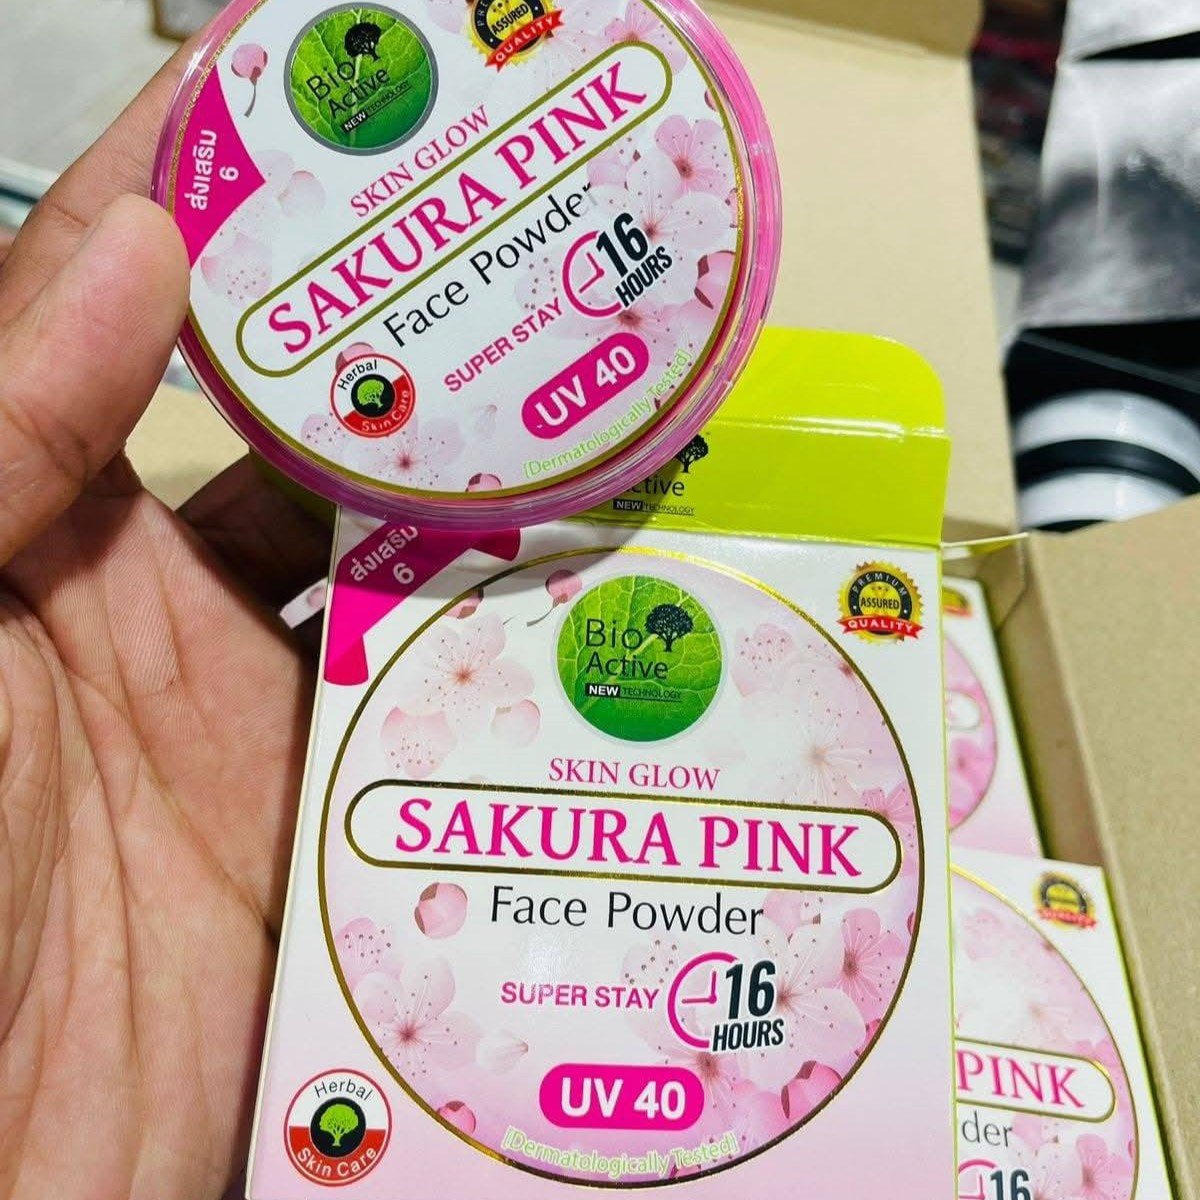 PREMIUM
ASSURED
QUALITY
Bio
Active
NEW TECHNOLOGY
ส่งเสริม
6
SKIN GLOW
SAKURA PINK
Face Powder
SUPER STAY 16
HOURS
Herbal
Skin Care
UV 40
[Dermatologically Tested]
ctive
NEW TECHNOLOGY
ส่งเสริม
6
PREMIUM
ASSURED
QUALITY
Bio
Active
NEW TECHNOLOGY
SKIN GLOW
SAKURA PINK
Face Powder
SUPER STAY 16
HOURS
UV 40
[Dermatologically Tested]
Herbal
Skin Care
QUALITY
PINK
der
16